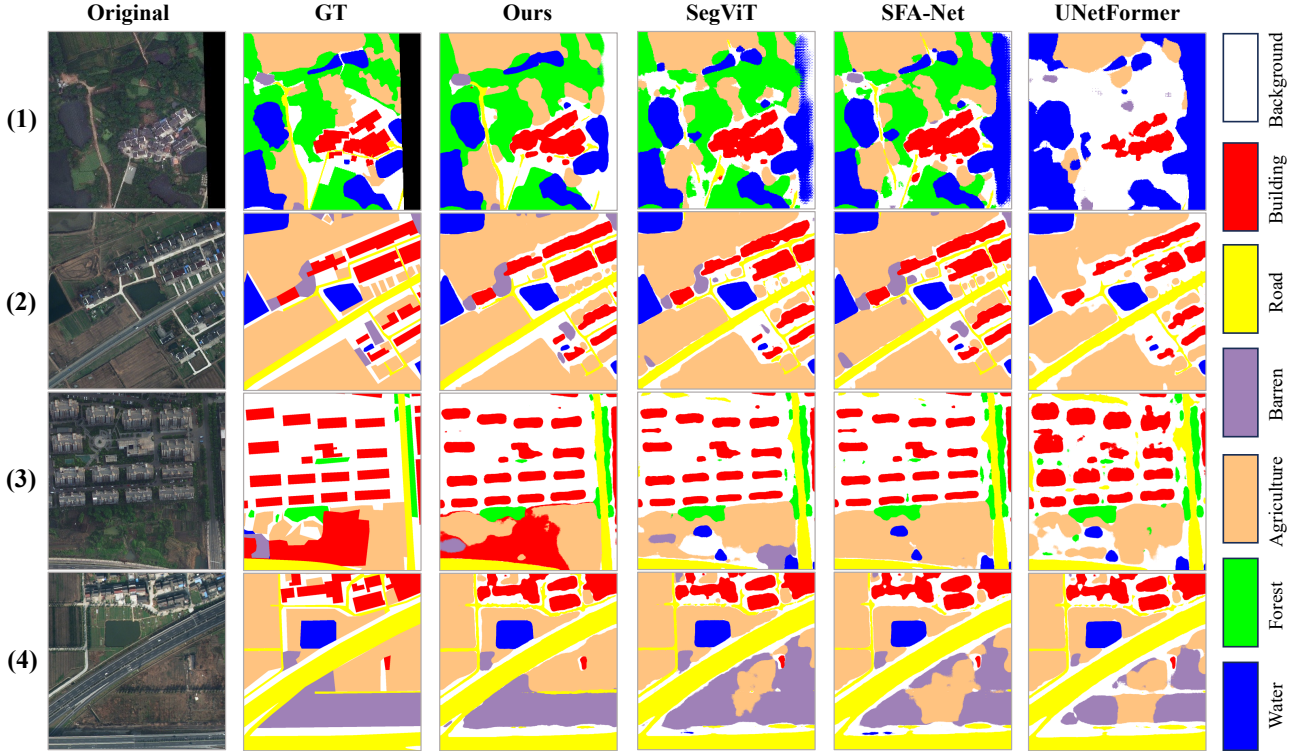 Original GT Ours SegViT SFA-Net UNetFormer
(1)
(2)
(3)
(4)
Background
Building
Road
Barren
Agriculture
Forest
Water